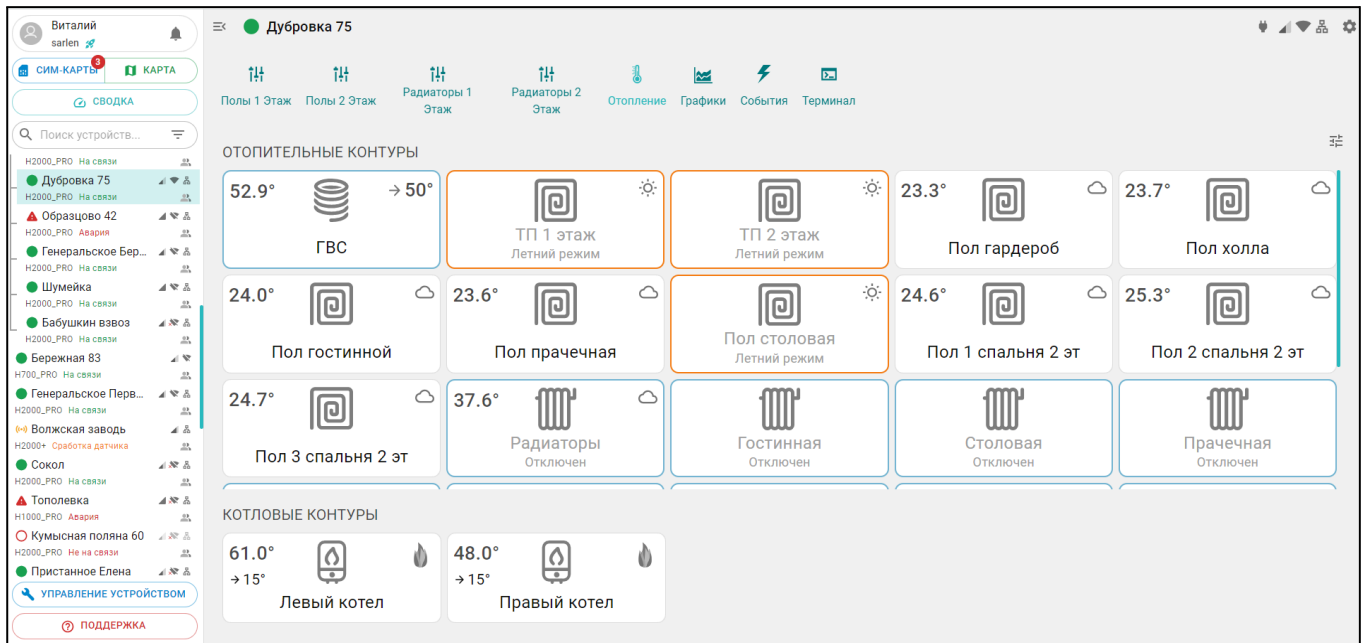 Виталий
sarlen
3
СИМ-КАРТЫ
КАРТА
СВОДКА
Поиск устройств...
H2000_PRO На связи
Дубровка 75
H2000_PRO На связи
Образцово 42
H2000_PRO Авария
Генеральское Бер...
H2000_PRO На связи
Шумейка
H2000_PRO На связи
Бабушкин взвоз
H2000_PRO На связи
Бережная 83
H700_PRO На связи
Генеральское Перв...
H2000_PRO На связи
Волжская заводь
H2000+ Сработка датчика
Сокол
H2000_PRO На связи
Тополевка
H1000_PRO Авария
Кумысная поляна 60
H2000_PRO Не на связи
Пристанное Елена
УПРАВЛЕНИЕ УСТРОЙСТВОМ
ПОДДЕРЖКА
Дубровка 75
Полы 1 Этаж
Полы 2 Этаж
Радиаторы 1
Этаж
Радиаторы 2
Этаж
Отопление
Графики
События
Терминал
ОТОПИТЕЛЬНЫЕ КОНТУРЫ
52.9°
→ 50°
ГВС
ТП 1 этаж
Летний режим
ТП 2 этаж
Летний режим
23.3°
Пол гардероб
23.7°
Пол холла
24.0°
Пол гостинной
23.6°
Пол прачечная
Пол столовая
Летний режим
24.6°
Пол 1 спальня 2 эт
25.3°
Пол 2 спальня 2 эт
24.7°
Пол 3 спальня 2 эт
37.6°
Радиаторы
Отключен
Гостинная
Отключен
Столовая
Отключен
Прачечная
Отключен
КОТЛОВЫЕ КОНТУРЫ
61.0°
→ 15°
Левый котел
48.0°
→ 15°
Правый котел